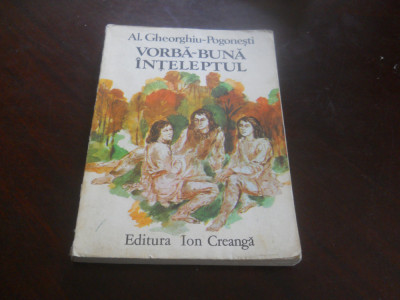 Al. Gheorghiu-Pogonești
VORBĂ-BUNĂ
ÎNȚELEPTUL
Editura Ion Creangă